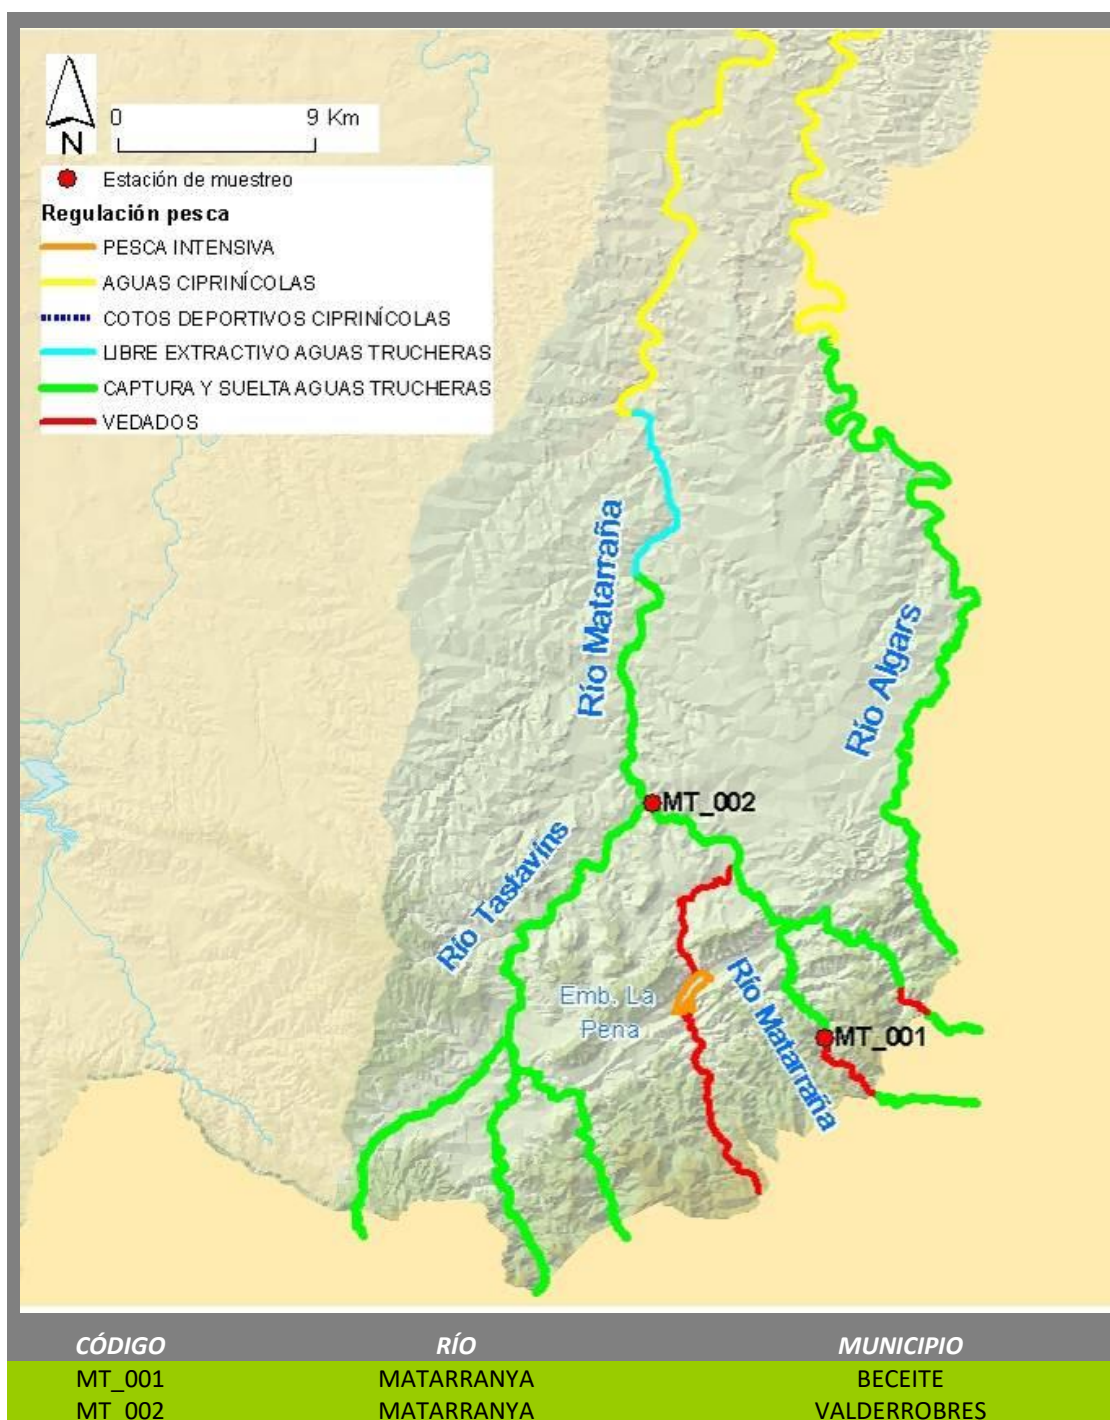 N
0 9 Km
Estación de muestreo
Regulación pesca
PESCA INTENSIVA
AGUAS CIPRINÍCOLAS
COTOS DEPORTIVOS CIPRINÍCOLAS
LIBRE EXTRACTIVO AGUAS TRUCHERAS
CAPTURA Y SUELTA AGUAS TRUCHERAS
VEDADOS
Río Matarraña
Río Algars
MT_002
Río Tastavins
Emb. La
Pena
Río Matarraña
MT_001
CÓDIGO RÍO MUNICIPIO
MT_001 MATARRANYA BECEITE
MT_002 MATARRANYA VALDERROBRES